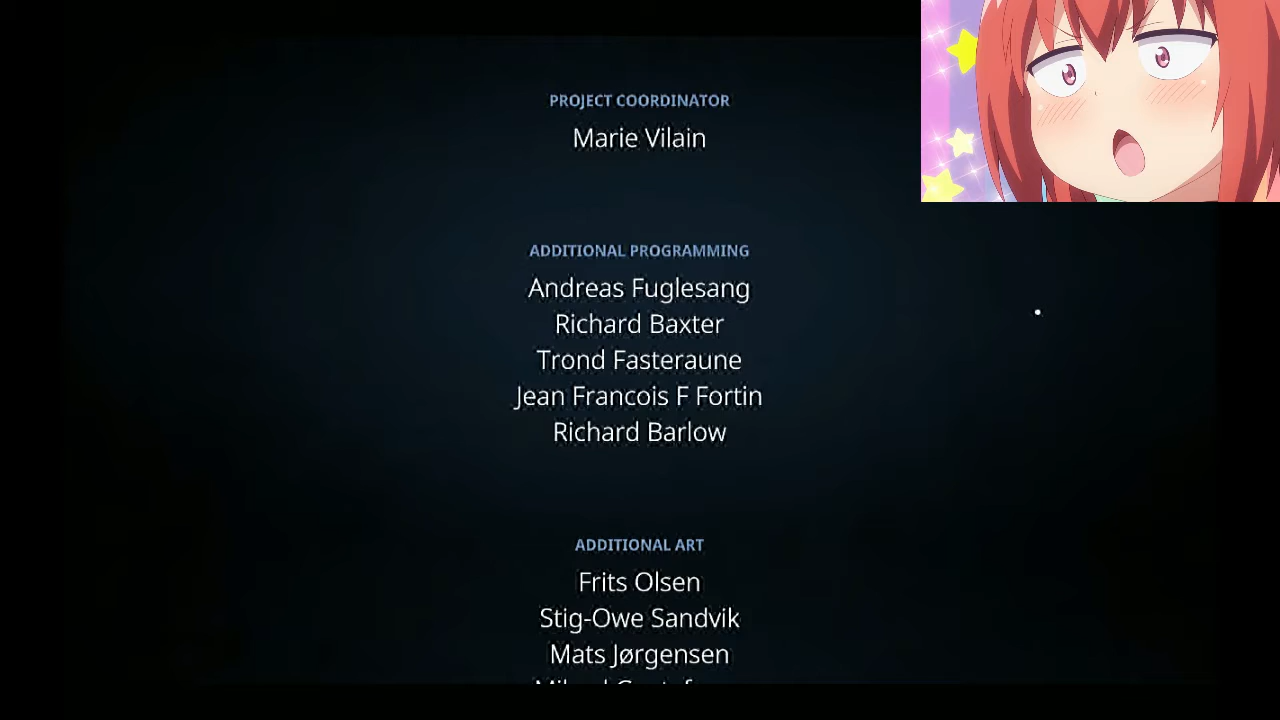 PROJECT COORDINATOR
Marie Vilain
ADDITIONAL PROGRAMMING
Andreas Fuglesang
Richard Baxter
Trond Fasteraune
Jean Francois F Fortin
Richard Barlow
ADDITIONAL ART
Frits Olsen
Stig-Owe Sandvik
Mats Jørgensen